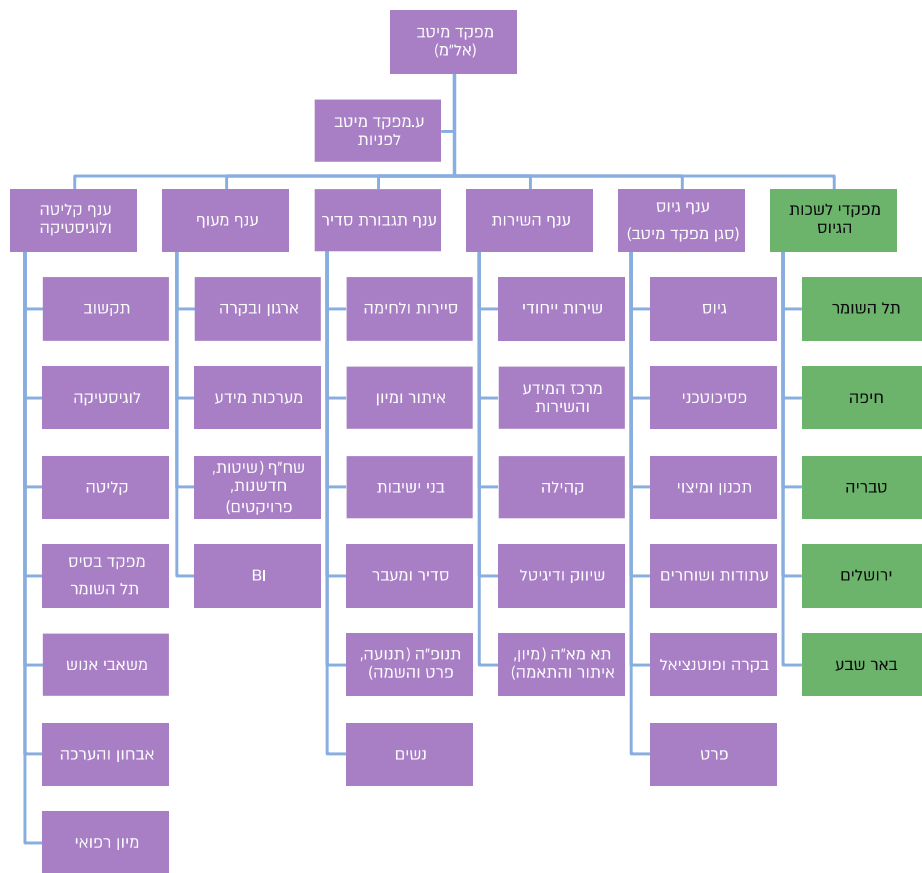 מפקד מיטב
(אל"מ)
ע.מפקד מיטב
לפניות
מפקדי לשכות
הגיוס
תל השומר
חיפה
טבריה
ירושלים
באר שבע
ענף גיוס
(סגן מפקד מיטב)
גיוס
פסיכוטכני
תכנון ומיצוי
עתודות ושוחרים
בקרה ופוטנציאל
פרט
ענף השירות
שירות ייחודי
מרכז המידע
והשירות
קהילה
שיווק ודיגיטל
תא מא"ה (מיון,
איתור והתאמה)
ענף תגבורת סדיר
סיירות ולחימה
איתור ומיון
בני ישיבות
סדיר ומעבר
תנופ"ה (תנועה,
פרט והשמה)
נשים
ענף מעוף
ארגון ובקרה
מערכות מידע
שח"ף (שיטות,
חדשנות,
פרויקטים)
BI
ענף קליטה
ולוגיסטיקה
תקשוב
לוגיסטיקה
קליטה
מפקד בסיס
תל השומר
משאבי אנוש
אבחון והערכה
מיון רפואי